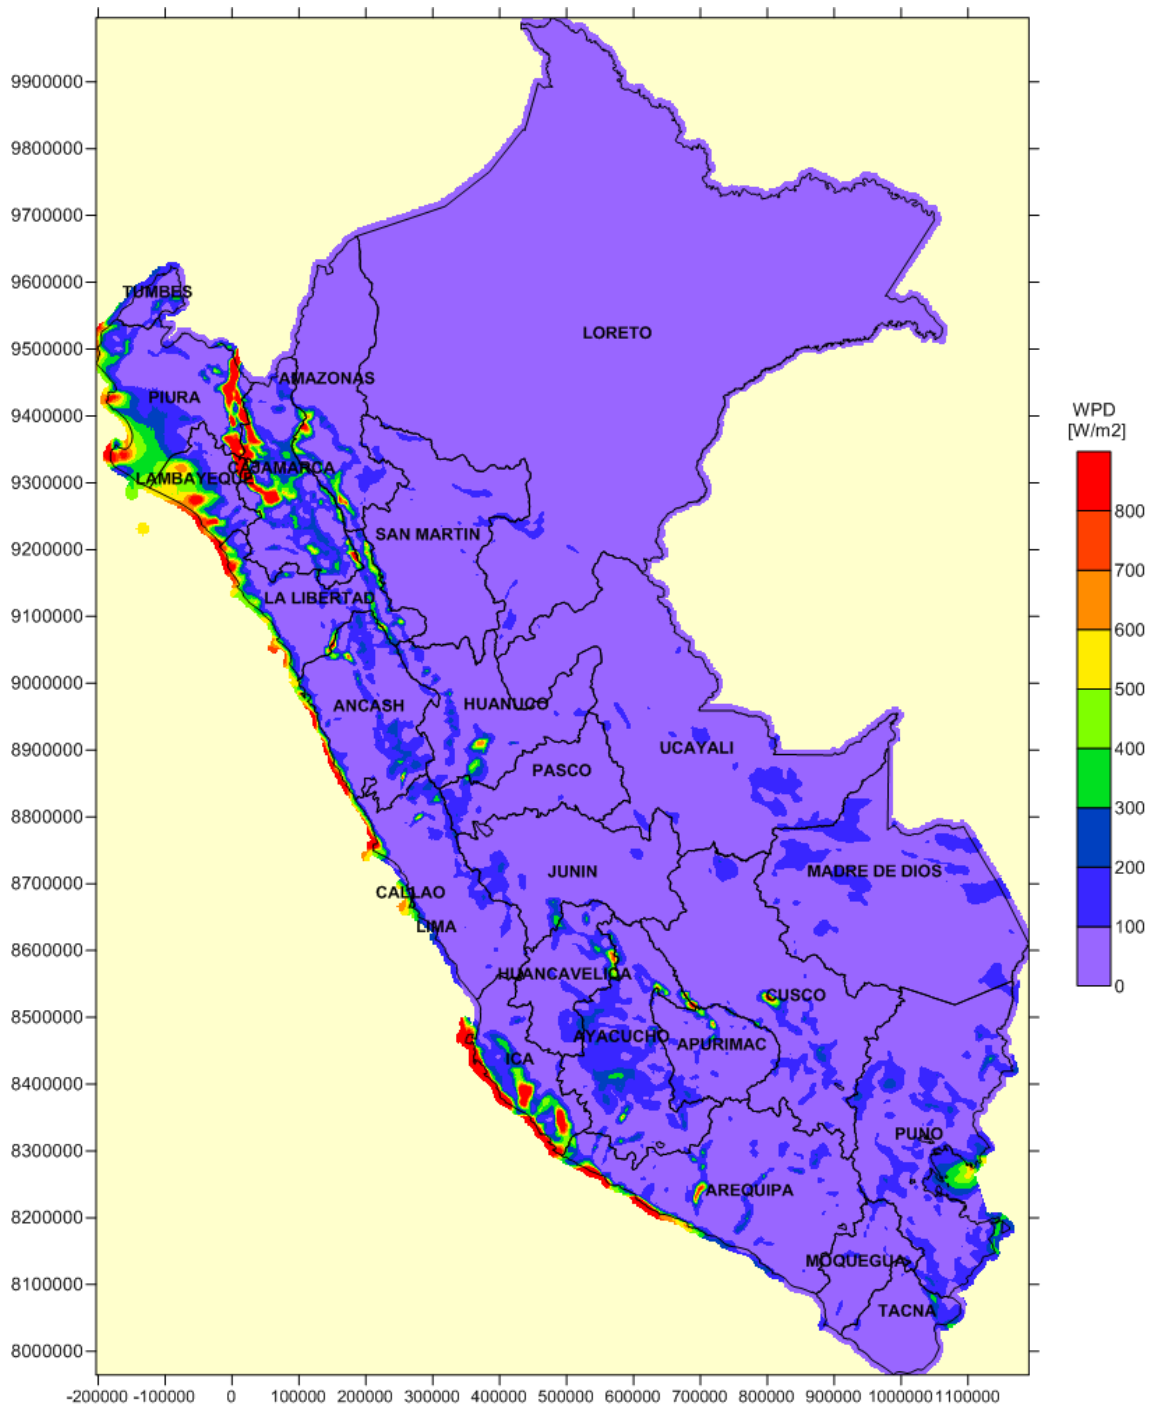 9900000
9800000
9700000
9600000
TUMBES
9500000
LORETO
AMAZONAS
9400000
PIURA
WPD
[W/m2]
CAJAMARCA
9300000
LAMBAYEQUE
800
SAN MARTIN
9200000
700
LA LIBERTAD
9100000
600
9000000
500
ANCASH
HUANUCO
8900000
UCAYALI
400
PASCO
8800000
300
8700000
JUNIN
MADRE DE DIOS
200
CALLAO
LIMA
100
8600000
HUANCAVELICA
0
CUSCO
8500000
AYACUCHO
APURIMAC
ICA
8400000
PUNO
8300000
8200000
AREQUIPA
MOQUEGUA
8100000
TACNA
8000000
-200000 -100000 0 100000 200000 300000 400000 500000 600000 700000 800000 900000 1000000 1100000